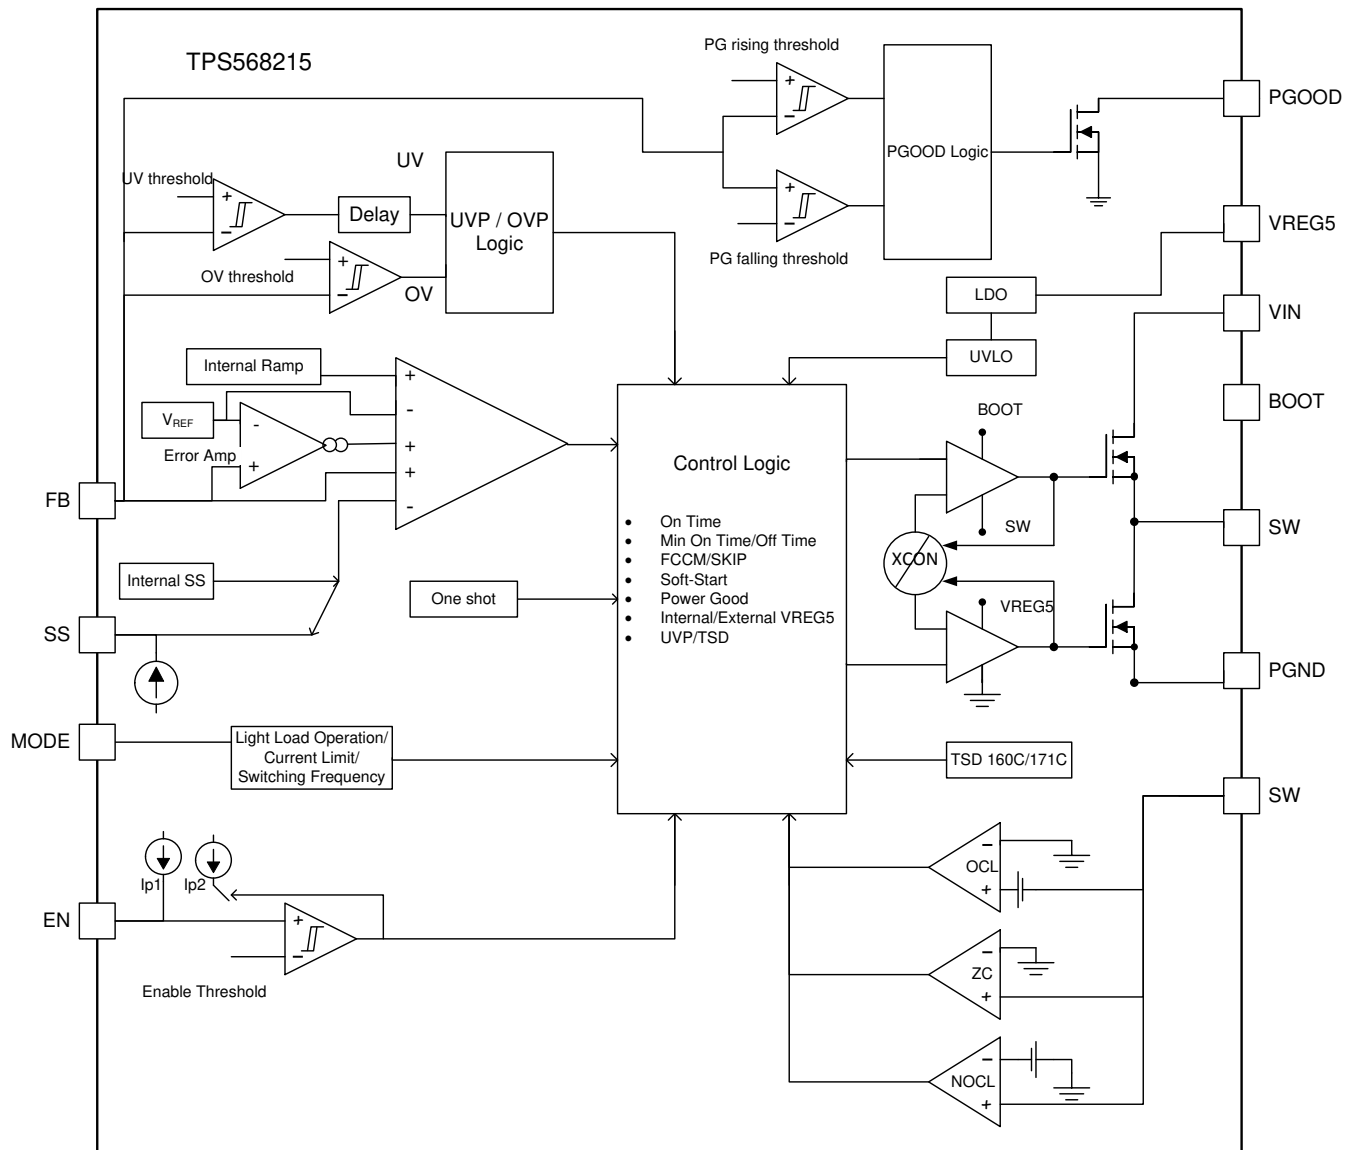 TPS568215
PG rising threshold
+
-
PGOOD
UV
UV threshold
+
-
Delay
UVP / OVP
Logic
PGOOD Logic
+
-
PG falling threshold
VREG5
OV threshold
+
-
OV
LDO
VIN
Internal Ramp
UVLO
+
-
+
+
-
VREF
-
+
Error Amp
BOOT
BOOT
Control Logic
FB
SW
SW
• On Time
• Min On Time/Off Time
• FCCM/SKIP
• Soft-Start
• Power Good
• Internal/External VREG5
• UVP/TSD
XCON
Internal SS
One shot
VREG5
SS
PGND
MODE
Light Load Operation/
Current Limit/
Switching Frequency
TSD 160C/171C
SW
Ip1
Ip2
-
OCL
+
EN
+
-
Enable Threshold
-
ZC
+
-
NOCL
+